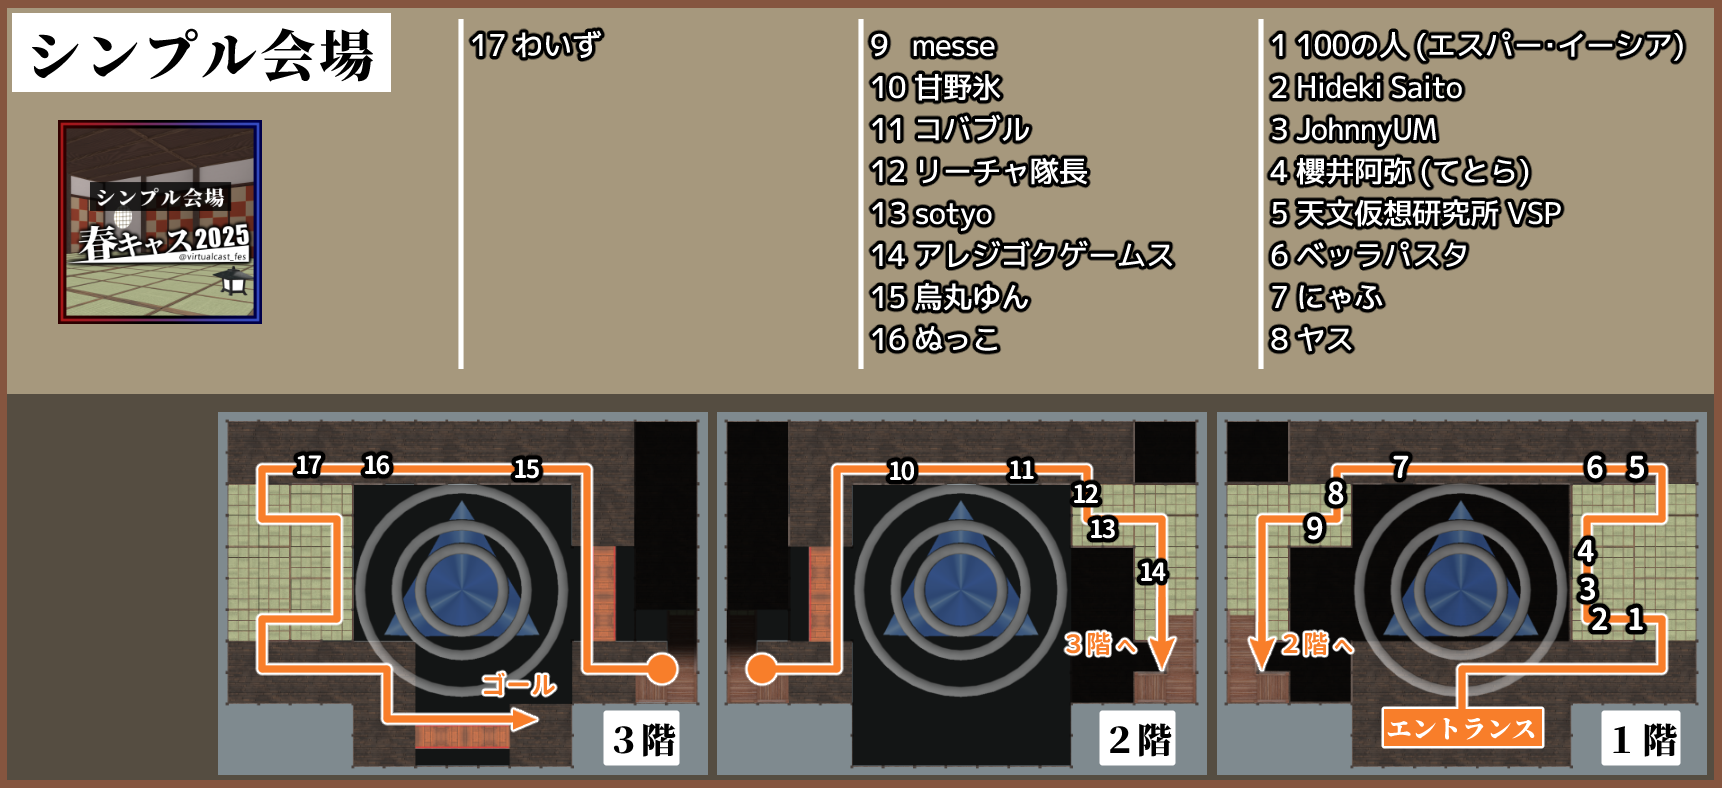 シンプル会場
シンプル会場
春キャス2025
@virtualcast_fes
1 100の人 (エスパー・イーシア)
2 Hideki Saito
3 JohnnyUM
4 櫻井阿弥 (てとら)
5 天文仮想研究所 VSP
6 ベッラパスタ
7 にゃふ
8 ヤス
9 messe
10 甘野氷
11 コバブル
12 リーチャ隊長
13 sotyo
14 アレジゴクゲームス
15 烏丸ゆん
16 ぬっこ
17 わいず
7
6
5
8
9
4
3
2
1
2階へ
エントランス
1階
10
11
12
13
14
3階へ
2階
17
16
15
ゴール
3階